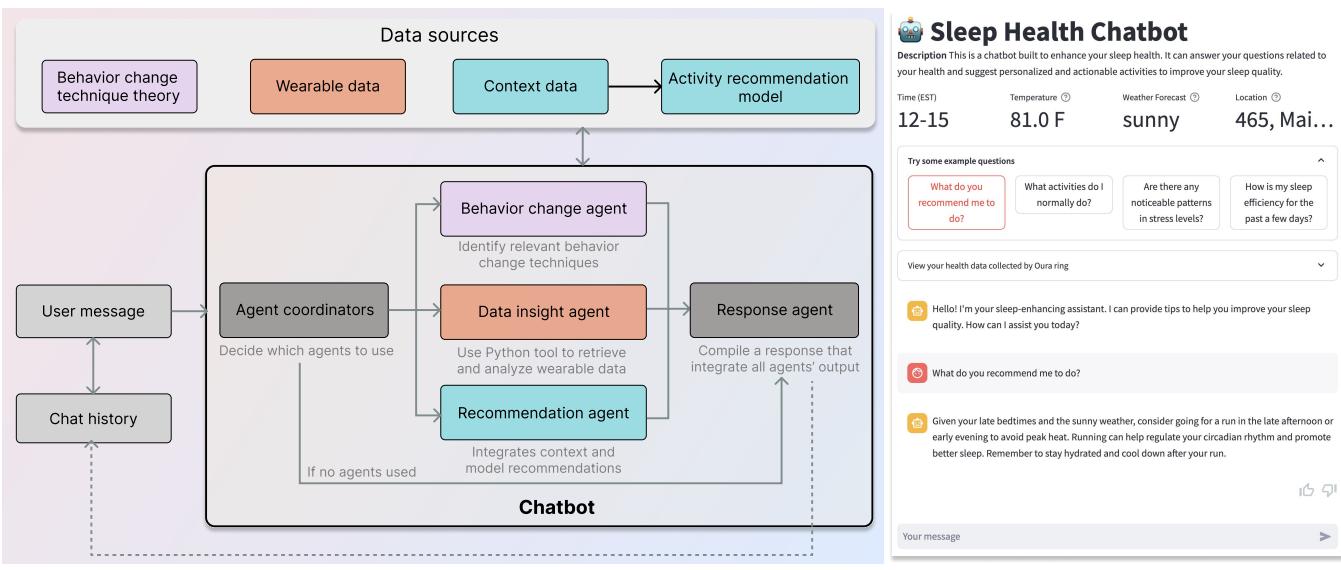 Data sources
Behavior change
technique theory
Wearable data
Context data
Activity recommendation
model
Behavior change agent
Identify relevant behavior
change techniques
User message
Agent coordinators
Decide which agents to use
Data insight agent
Use Python tool to retrieve
and analyze wearable data
Response agent
Compile a response that
integrate all agents' output
Chat history
Recommendation agent
Integrates context and
model recommendations
If no agents used
Chatbot
Sleep Health Chatbot
Description This is a chatbot built to enhance your sleep health. It can answer your questions related to
your health and suggest personalized and actionable activities to improve your sleep quality.
Time (EST)
Temperature
Weather Forecast
Location
12-15
81.0 F
sunny
465, Mai...
Try some example questions
What do you
recommend me to
do?
What activities do I
normally do?
Are there any
noticeable patterns
in stress levels?
How is my sleep
efficiency for the
past a few days?
View your health data collected by Oura ring
Hello! I'm your sleep-enhancing assistant. I can provide tips to help you improve your sleep
quality. How can I assist you today?
What do you recommend me to do?
Given your late bedtimes and the sunny weather, consider going for a run in the late afternoon or
early evening to avoid peak heat. Running can help regulate your circadian rhythm and promote
better sleep. Remember to stay hydrated and cool down after your run.
Your message